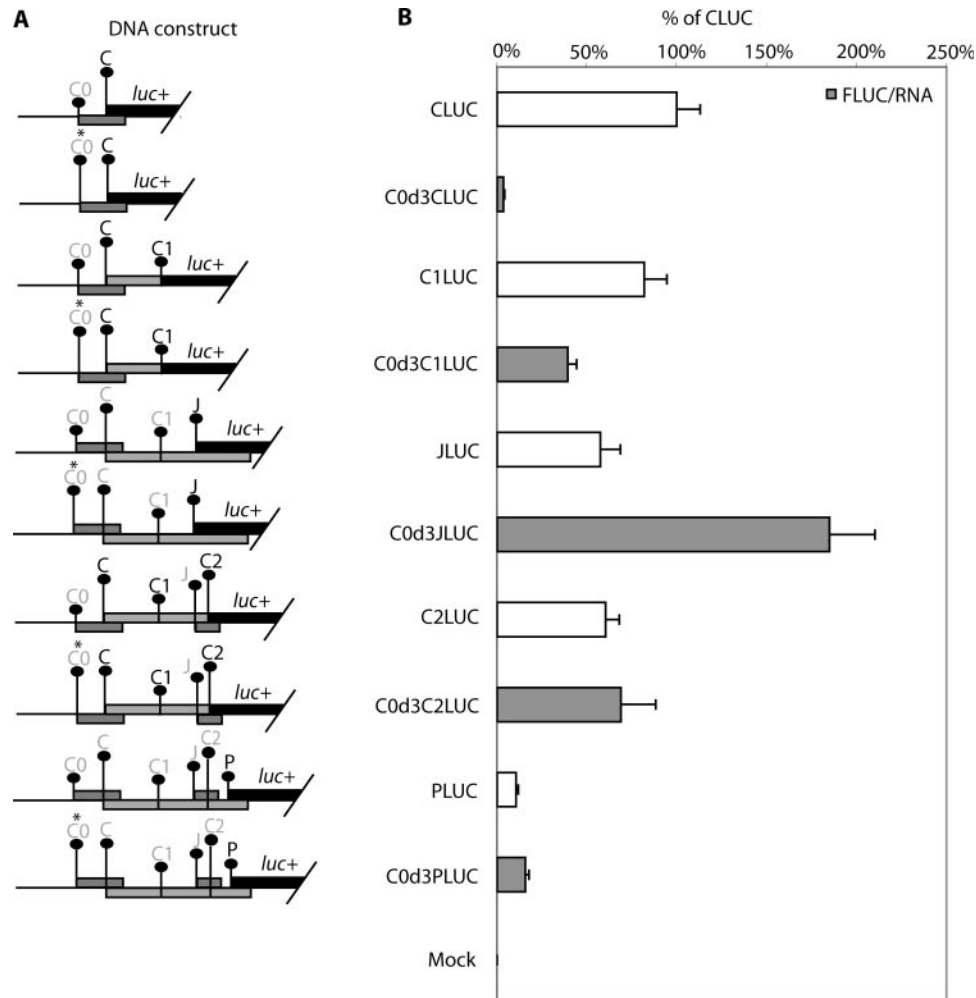 A
DNA construct
C0
C
luc+
*
C0
C
luc+
C0
C
C1
luc+
*
C0
C
C1
luc+
C0
C
C1
J
luc+
*
C0
C
C1
J
luc+
C0
C
C1
J
C2
luc+
*
C0
C
C1
J
C2
luc+
C0
C
C1
J
C2
P
luc+
*
C0
C
C1
J
C2
P
luc+
B
% of CLUC
0% 50% 100% 150% 200% 250%
FLUC/RNA
CLUC
C0d3CLUC
C1LUC
C0d3C1LUC
JLUC
C0d3JLUC
C2LUC
C0d3C2LUC
PLUC
C0d3PLUC
Mock